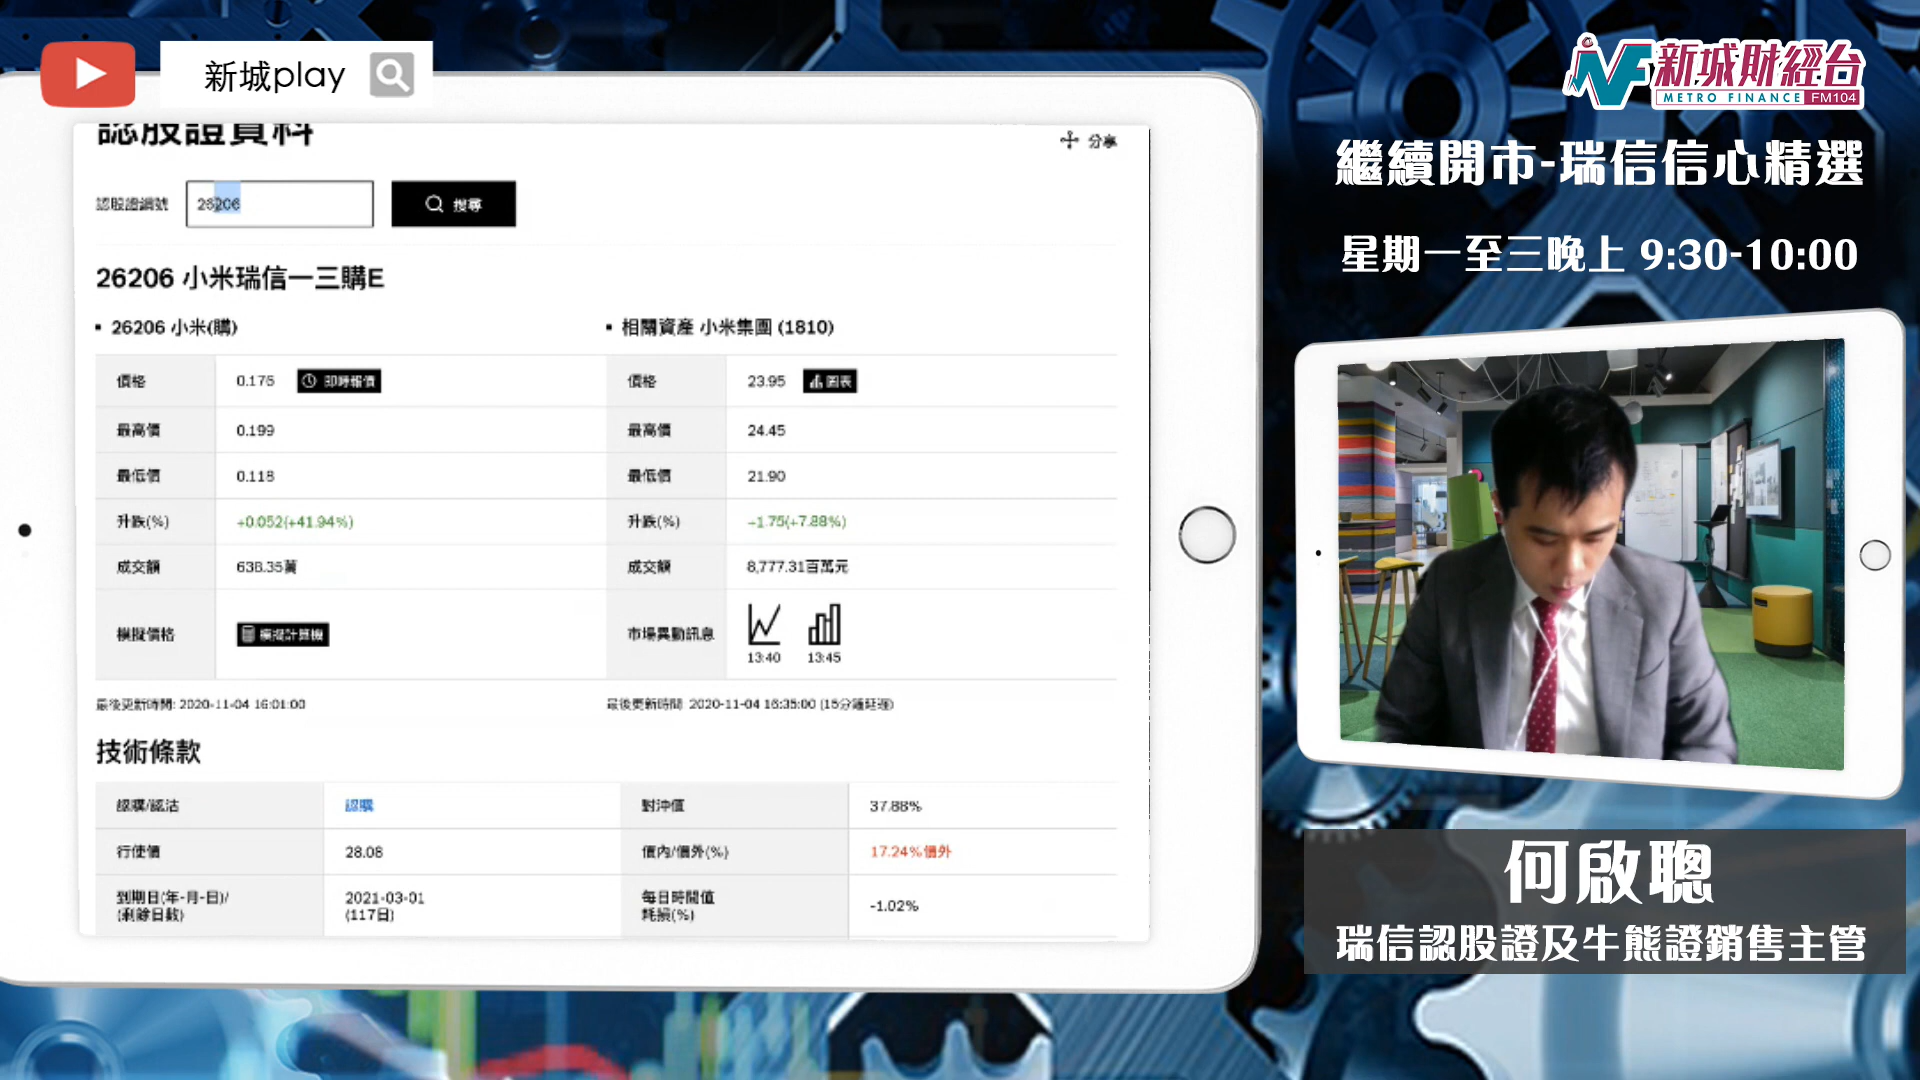 新城play
新城財經台
METRO FINANCE FM104
繼續開市-瑞信信心精選
星期一至三晚上 9:30-10:00
認股證資料
分享
認股證編號 26206 搜尋
26206 小米瑞信一三購E
26206 小米(購)
相關資產 小米集團 (1810)
價格 0.175 即時報價
價格 23.95 圖表
最高價 0.199
最高價 24.45
最低價 0.118
最低價 21.90
升跌(%) +0.052(+41.94%)
升跌(%) +1.75(+7.88%)
成交額 638.35萬
成交額 8,777.31百萬元
模擬價格 模擬計算機
市場異動訊息 13:40 13:45
最後更新時間: 2020-11-04 16:01:00
最後更新時間: 2020-11-04 16:35:00 (15分鐘延遲)
技術條款
認購/認沽 認購
對沖值 37.88%
行使價 28.08
價內/價外(%) 17.24%價外
到期日(年-月-日)/
(剩餘日數)
2021-03-01
(117日)
每日時間值
耗損(%)
-1.02%
何啟聰
瑞信認股證及牛熊證銷售主管